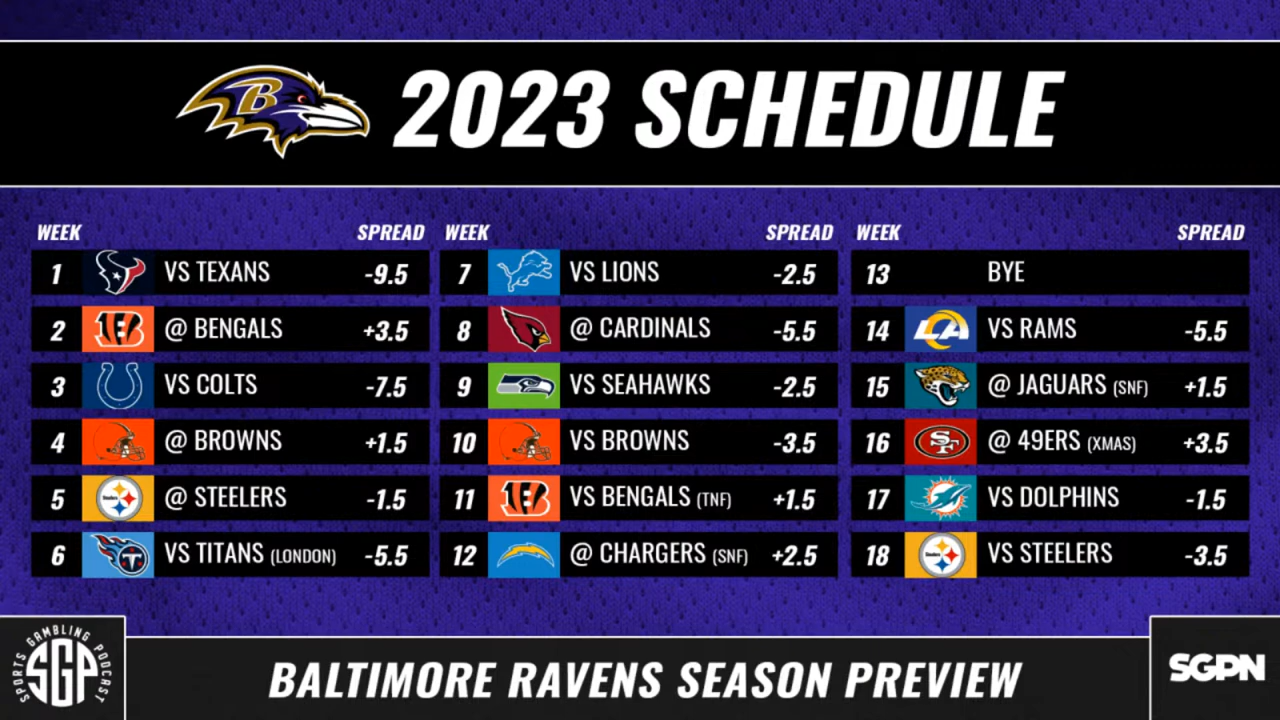 B
2023 SCHEDULE
WEEK SPREAD
1 VS TEXANS -9.5
2 @ BENGALS +3.5
3 VS COLTS -7.5
4 @ BROWNS +1.5
5 @ STEELERS -1.5
6 VS TITANS (LONDON) -5.5
WEEK SPREAD
7 VS LIONS -2.5
8 @ CARDINALS -5.5
9 VS SEAHAWKS -2.5
10 VS BROWNS -3.5
11 VS BENGALS (TNF) +1.5
12 @ CHARGERS (SNF) +2.5
WEEK SPREAD
13 BYE
14 VS RAMS -5.5
15 @ JAGUARS (SNF) +1.5
16 @ 49ERS (XMAS) +3.5
17 VS DOLPHINS -1.5
18 VS STEELERS -3.5
SPORTS GAMBLING PODCAST
SGP
BALTIMORE RAVENS SEASON PREVIEW
SGPN